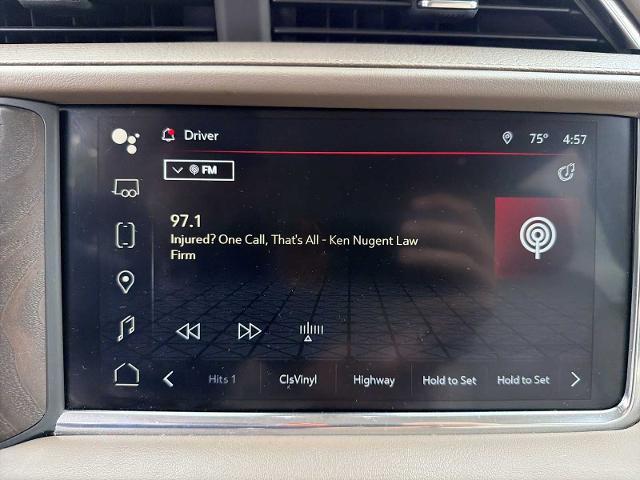 Driver
75° 4:57
FM
97.1
Injured? One Call, That's All - Ken Nugent Law
Firm
Hits 1 ClsVinyl Highway Hold to Set Hold to Set